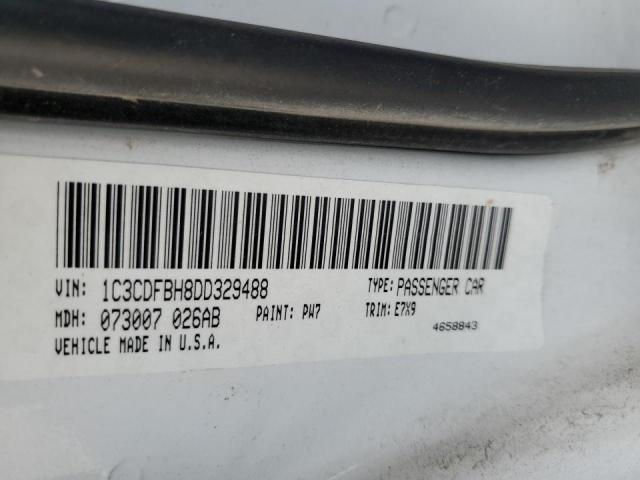 VIN: 1C3CDFBH8DD329488 TYPE: PASSENGER CAR
MDH: 073007 026AB PAINT: PW7 TRIM: E7X9
VEHICLE MADE IN U.S.A. 4658843